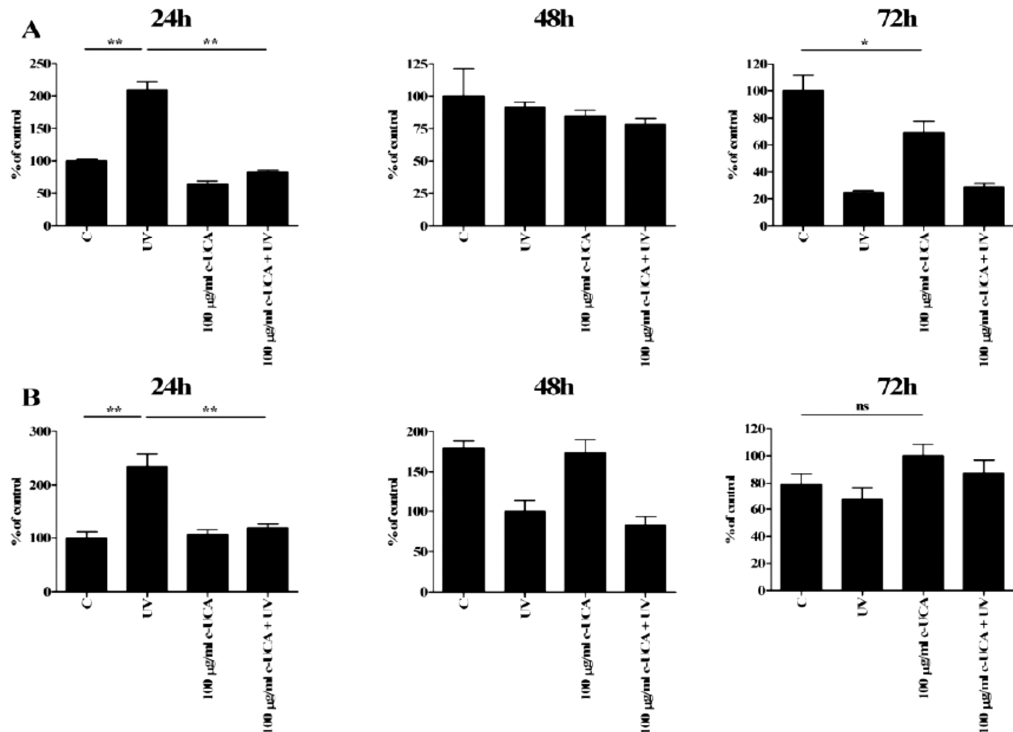 A
24h
** **
% of control
250
200
150
100
50
0
C
UV
100 µg/ml c-UCA
100 µg/ml c-UCA + UV
48h
% of control
125
100
75
50
25
0
C
UV
100 µg/ml c-UCA
100 µg/ml c-UCA + UV
72h
*
% of control
120
100
80
60
40
20
0
C
UV
100 µg/ml c-UCA
100 µg/ml c-UCA + UV
B
24h
** **
% of control
300
200
100
0
C
UV
100 µg/ml c-UCA
100 µg/ml c-UCA + UV
48h
% of control
200
150
100
50
0
C
UV
100 µg/ml c-UCA
100 µg/ml c-UCA + UV
72h
ns
% of control
120
100
80
60
40
20
0
C
UV
100 µg/ml c-UCA
100 µg/ml c-UCA + UV